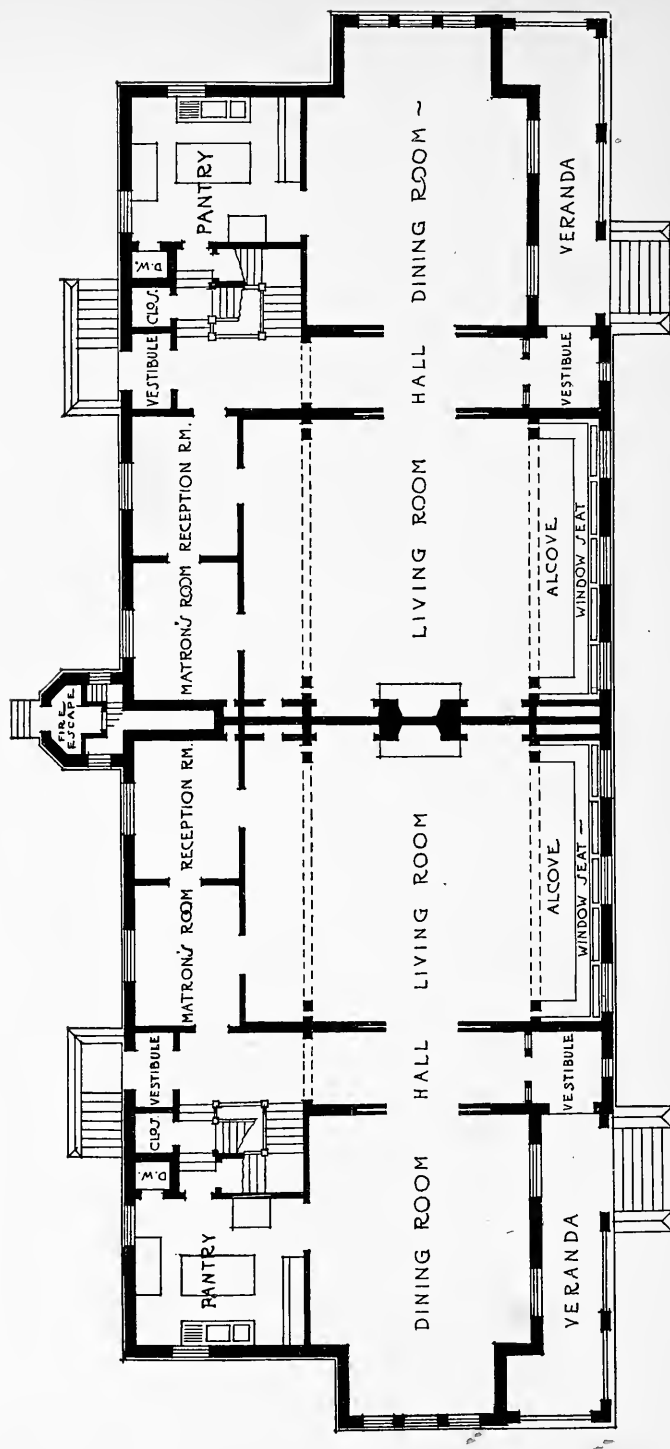 FIRE
ESCAPE
D.W.
CLOS.
VESTIBULE
VESTIBULE
CLOS.
D.W.
PANTRY
MATRON'S ROOM
RECEPTION RM.
MATRON'S ROOM
RECEPTION RM.
PANTRY
DINING ROOM
HALL
LIVING ROOM
LIVING ROOM
HALL
DINING ROOM ~
VERANDA
VESTIBULE
ALCOVE
WINDOW SEAT —
ALCOVE
WINDOW SEAT
VESTIBULE
VERANDA